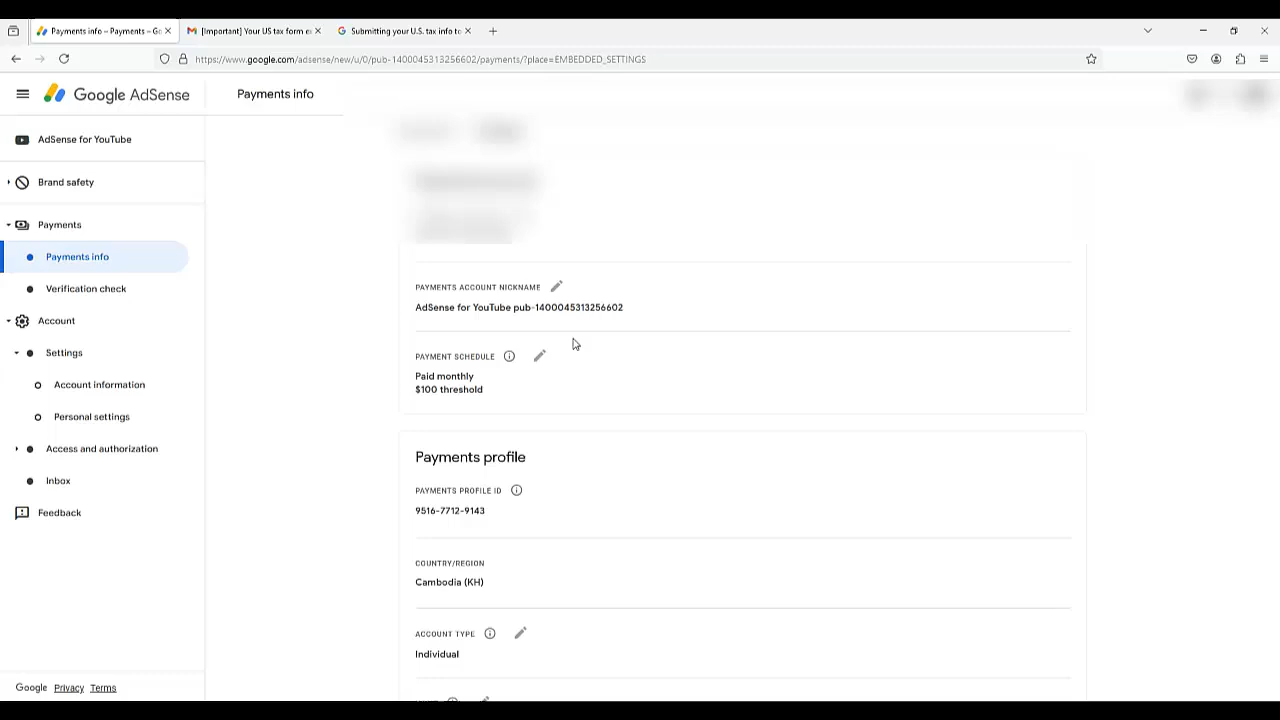 Payments info – Payments – Go
[Important] Your US tax form e
Submitting your U.S. tax info to
https://www.google.com/adsense/new/u/0/pub-1400045313256602/payments/?place=EMBEDDED_SETTINGS
Google AdSense
Payments info
AdSense for YouTube
Brand safety
Payments
Payments info
Verification check
Account
Settings
Account information
Personal settings
Access and authorization
Inbox
Feedback
Google Privacy Terms
PAYMENTS ACCOUNT NICKNAME
AdSense for YouTube pub-1400045313256602
PAYMENT SCHEDULE
Paid monthly
$100 threshold
Payments profile
PAYMENTS PROFILE ID
9516-7712-9143
COUNTRY/REGION
Cambodia (KH)
ACCOUNT TYPE
Individual